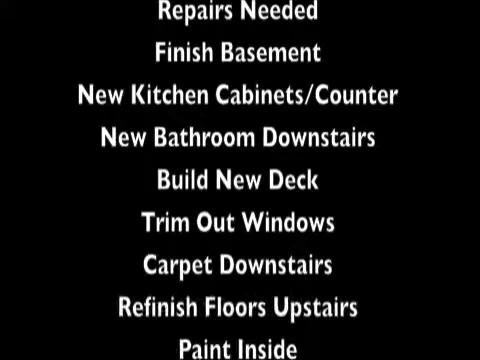 Repairs Needed
Finish Basement
New Kitchen Cabinets/Counter
New Bathroom Downstairs
Build New Deck
Trim Out Windows
Carpet Downstairs
Refinish Floors Upstairs
Paint Inside